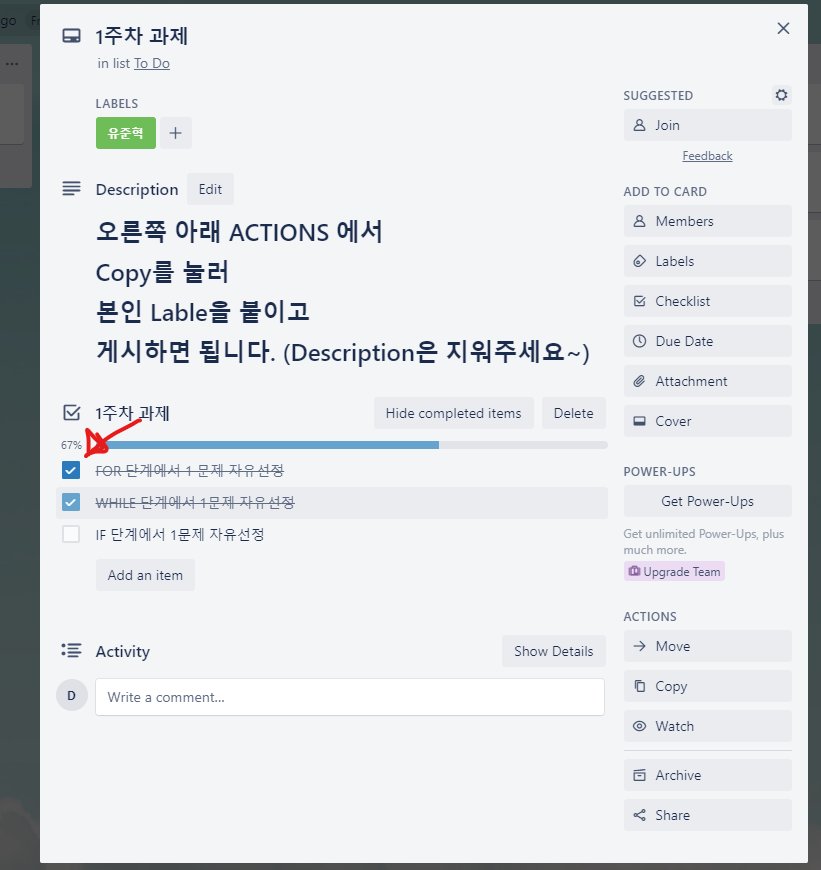 go
1주차 과제
in list To Do
LABELS
유준혁
Description Edit
오른쪽 아래 ACTIONS 에서
Copy를 눌러
본인 Lable을 붙이고
게시하면 됩니다. (Description은 지워주세요~)
1주차 과제 Hide completed items Delete
67%
FOR 단계에서 1 문제 자유선정
WHILE 단계에서 1문제 자유선정
IF 단계에서 1문제 자유선정
Add an item
Activity Show Details
D Write a comment...
SUGGESTED
Join
Feedback
ADD TO CARD
Members
Labels
Checklist
Due Date
Attachment
Cover
POWER-UPS
Get Power-Ups
Get unlimited Power-Ups, plus
much more.
Upgrade Team
ACTIONS
Move
Copy
Watch
Archive
Share